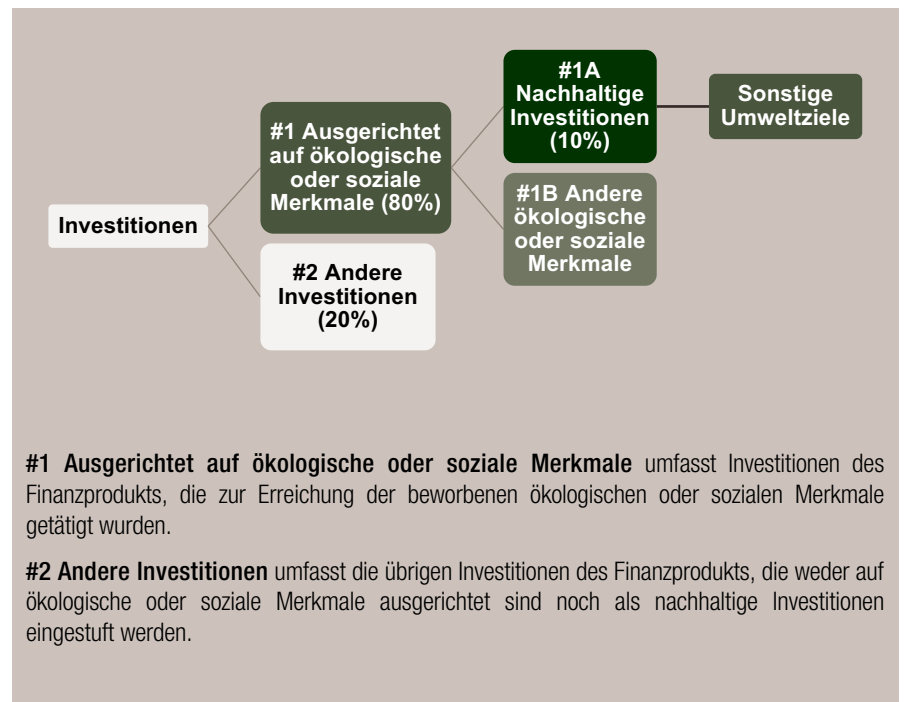 Investitionen
#1 Ausgerichtet
auf ökologische
oder soziale
Merkmale (80%)
#2 Andere
Investitionen
(20%)
#1A
Nachhaltige
Investitionen
(10%)
#1B Andere
ökologische
oder soziale
Merkmale
Sonstige
Umweltziele
#1 Ausgerichtet auf ökologische oder soziale Merkmale umfasst Investitionen des
Finanzprodukts, die zur Erreichung der beworbenen ökologischen oder sozialen Merkmale
getätigt wurden.
#2 Andere Investitionen umfasst die übrigen Investitionen des Finanzprodukts, die weder auf
ökologische oder soziale Merkmale ausgerichtet sind noch als nachhaltige Investitionen
eingestuft werden.